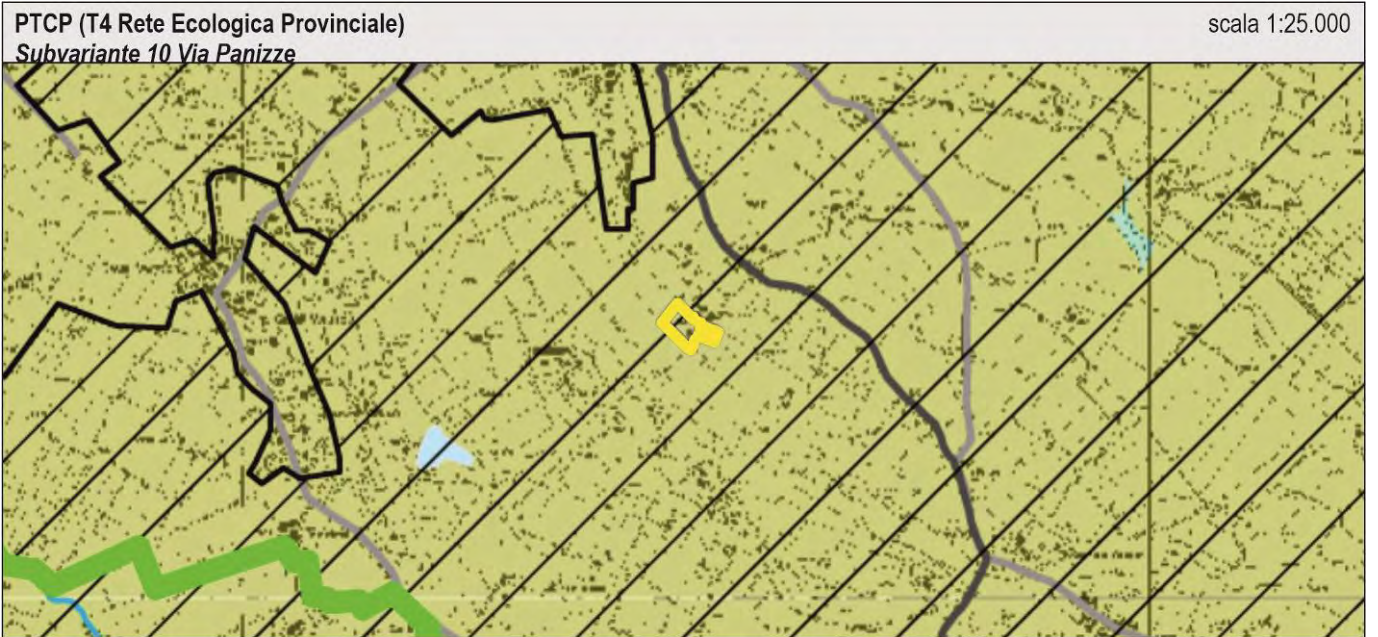 PTCP (T4 Rete Ecologica Provinciale)
scala 1:25.000
Subvariante 10 Via Panizze